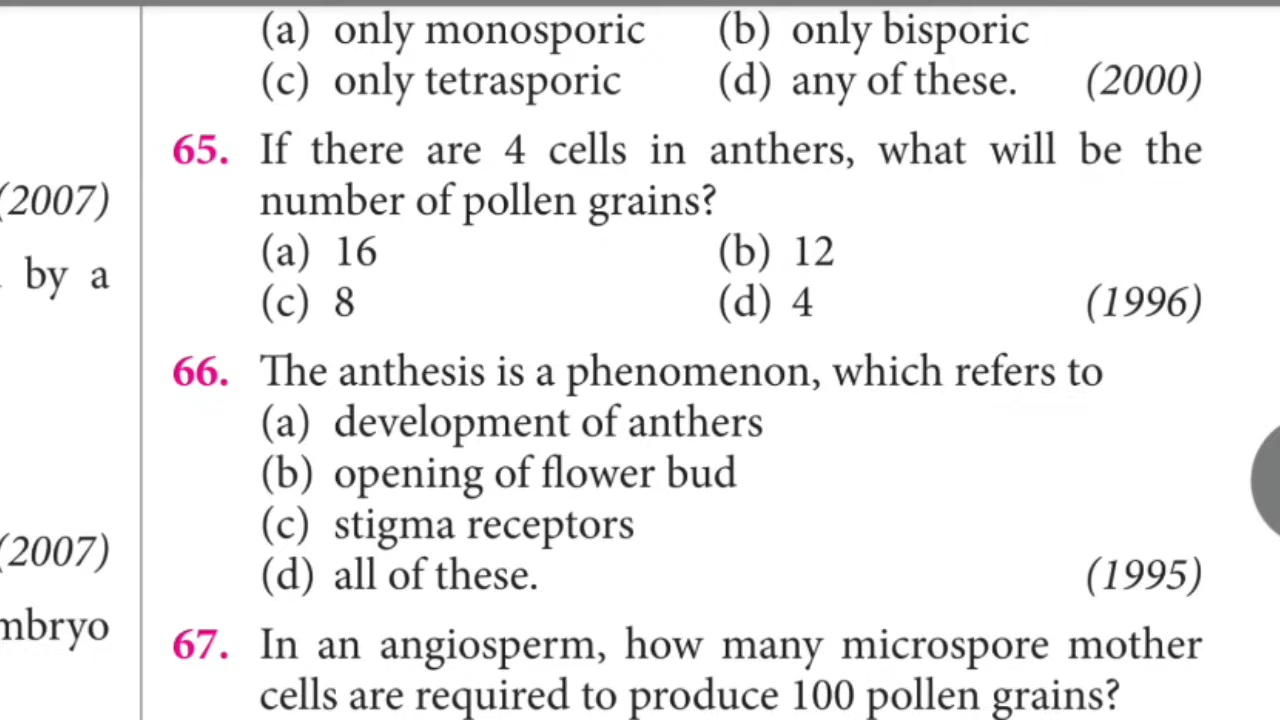 (2007)
by a
(2007)
mbryo
(a) only monosporic (b) only bisporic
(c) only tetrasporic (d) any of these. (2000)
65. If there are 4 cells in anthers, what will be the
number of pollen grains?
(a) 16 (b) 12
(c) 8 (d) 4 (1996)
66. The anthesis is a phenomenon, which refers to
(a) development of anthers
(b) opening of flower bud
(c) stigma receptors
(d) all of these. (1995)
67. In an angiosperm, how many microspore mother
cells are required to produce 100 pollen grains?